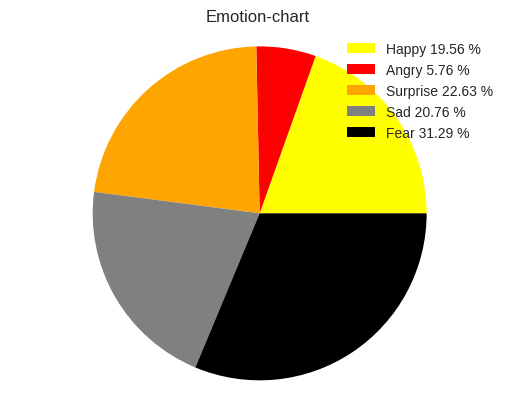 Emotion-chart
Happy 19.56 %
Angry 5.76 %
Surprise 22.63 %
Sad 20.76 %
Fear 31.29 %